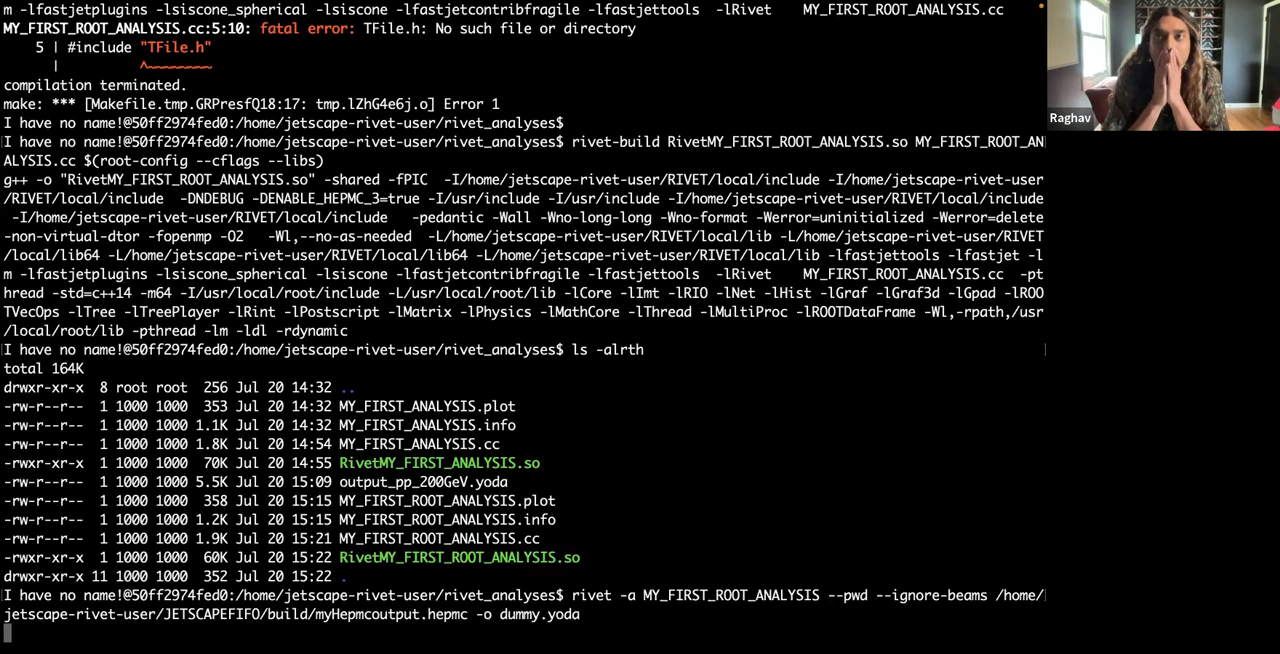 m -lfastjetplugins -lsiscone_spherical -lsiscone -lfastjetcontribfragile -lfastjettools  -lRivet    MY_FIRST_ROOT_ANALYSIS.cc
MY_FIRST_ROOT_ANALYSIS.cc:5:10: fatal error: TFile.h: No such file or directory
    5 | #include "TFile.h"
      |          ^~~~~~~~~
compilation terminated.
make: *** [Makefile.tmp.GRPresfQ18:17: tmp.lZhG4e6j.o] Error 1
I have no name!@50ff2974fed0:/home/jetscape-rivet-user/rivet_analyses$
I have no name!@50ff2974fed0:/home/jetscape-rivet-user/rivet_analyses$ rivet-build RivetMY_FIRST_ROOT_ANALYSIS.so MY_FIRST_ROOT_AN
ALYSIS.cc $(root-config --cflags --libs)
g++ -o "RivetMY_FIRST_ROOT_ANALYSIS.so" -shared -fPIC  -I/home/jetscape-rivet-user/RIVET/local/include -I/home/jetscape-rivet-user
/RIVET/local/include  -DNDEBUG -DENABLE_HEPMC_3=true -I/usr/include -I/usr/include -I/home/jetscape-rivet-user/RIVET/local/include
 -I/home/jetscape-rivet-user/RIVET/local/include   -pedantic -Wall -Wno-long-long -Wno-format -Werror=uninitialized -Werror=delete
-non-virtual-dtor -fopenmp -O2   -Wl,--no-as-needed  -L/home/jetscape-rivet-user/RIVET/local/lib -L/home/jetscape-rivet-user/RIVET
/local/lib64 -L/home/jetscape-rivet-user/RIVET/local/lib64 -L/home/jetscape-rivet-user/RIVET/local/lib -lfastjettools -lfastjet -l
m -lfastjetplugins -lsiscone_spherical -lsiscone -lfastjetcontribfragile -lfastjettools  -lRivet    MY_FIRST_ROOT_ANALYSIS.cc  -pt
hread -std=c++14 -m64 -I/usr/local/root/include -L/usr/local/root/lib -lCore -lImt -lRIO -lNet -lHist -lGraf -lGraf3d -lGpad -lROO
TVecOps -lTree -lTreePlayer -lRint -lPostscript -lMatrix -lPhysics -lMathCore -lThread -lMultiProc -lROOTDataFrame -Wl,-rpath,/usr
/local/root/lib -pthread -lm -ldl -rdynamic
I have no name!@50ff2974fed0:/home/jetscape-rivet-user/rivet_analyses$ ls -alrth
total 164K
drwxr-xr-x  8 root root  256 Jul 20 14:32 ..
-rw-r--r--  1 1000 1000  353 Jul 20 14:32 MY_FIRST_ANALYSIS.plot
-rw-r--r--  1 1000 1000 1.1K Jul 20 14:32 MY_FIRST_ANALYSIS.info
-rw-r--r--  1 1000 1000 1.8K Jul 20 14:54 MY_FIRST_ANALYSIS.cc
-rwxr-xr-x  1 1000 1000  70K Jul 20 14:55 RivetMY_FIRST_ANALYSIS.so
-rw-r--r--  1 1000 1000 5.5K Jul 20 15:09 output_pp_200GeV.yoda
-rw-r--r--  1 1000 1000  358 Jul 20 15:15 MY_FIRST_ROOT_ANALYSIS.plot
-rw-r--r--  1 1000 1000 1.2K Jul 20 15:15 MY_FIRST_ROOT_ANALYSIS.info
-rw-r--r--  1 1000 1000 1.9K Jul 20 15:21 MY_FIRST_ROOT_ANALYSIS.cc
-rwxr-xr-x  1 1000 1000  60K Jul 20 15:22 RivetMY_FIRST_ROOT_ANALYSIS.so
drwxr-xr-x 11 1000 1000  352 Jul 20 15:22 .
I have no name!@50ff2974fed0:/home/jetscape-rivet-user/rivet_analyses$ rivet -a MY_FIRST_ROOT_ANALYSIS --pwd --ignore-beams /home/
jetscape-rivet-user/JETSCAPEFIFO/build/myHepmcoutput.hepmc -o dummy.yoda
Raghav